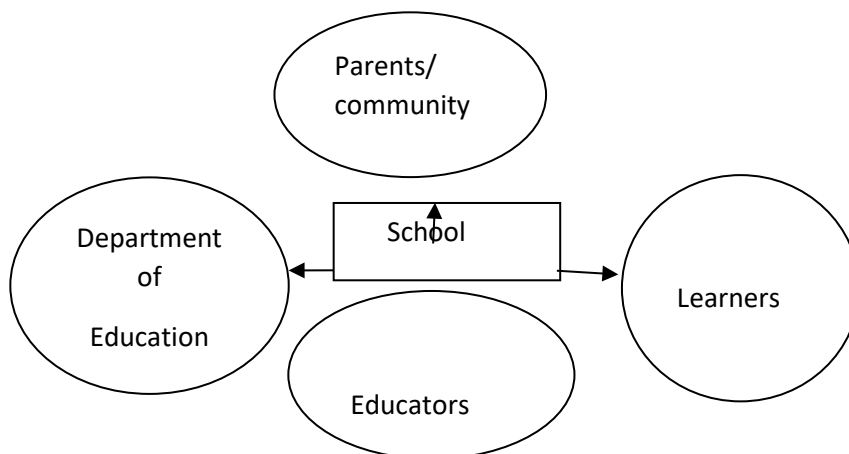 Parents/
community
School
Department
of
Education
Learners
Educators